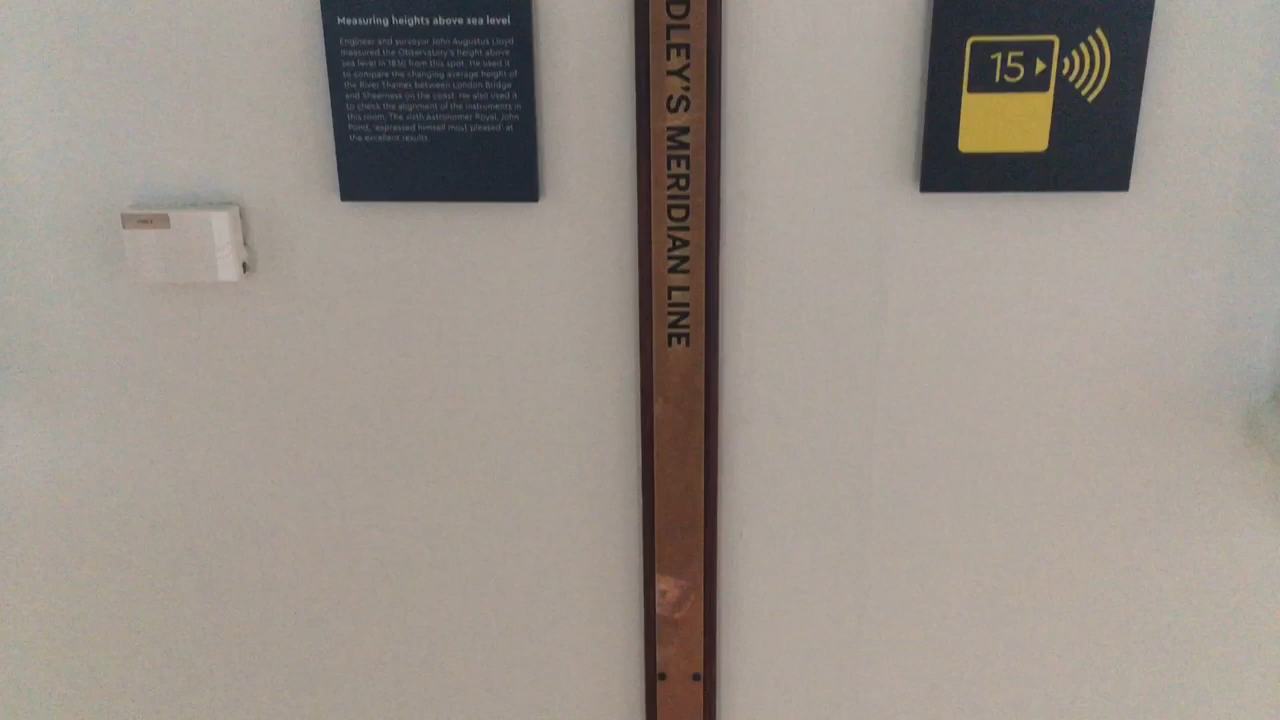 Measuring heights above sea level
Engineer and surveyor John Augustus Lloyd
measured the Observatory's height above
sea level in 1830 from this spot. He used it
to compare the changing average height of
the River Thames between London Bridge
and Sheerness on the coast. He also used it
to check the alignment of the instruments in
this room. The sixth Astronomer Royal, John
Pond, 'expressed himself most pleased' at
the excellent results.
DLEY'S MERIDIAN LINE
15